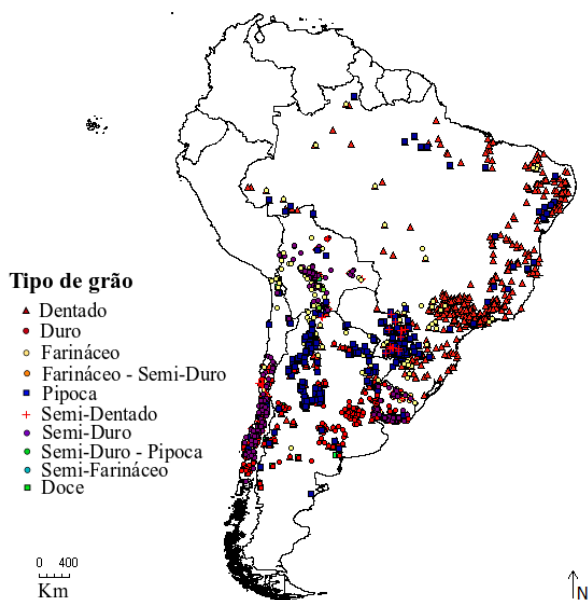 Tipo de grão
Dentado
Duro
Farináceo
Farináceo - Semi-Duro
Pipoca
Semi-Dentado
Semi-Duro
Semi-Duro - Pipoca
Semi-Farináceo
Doce
0 400
Km
N